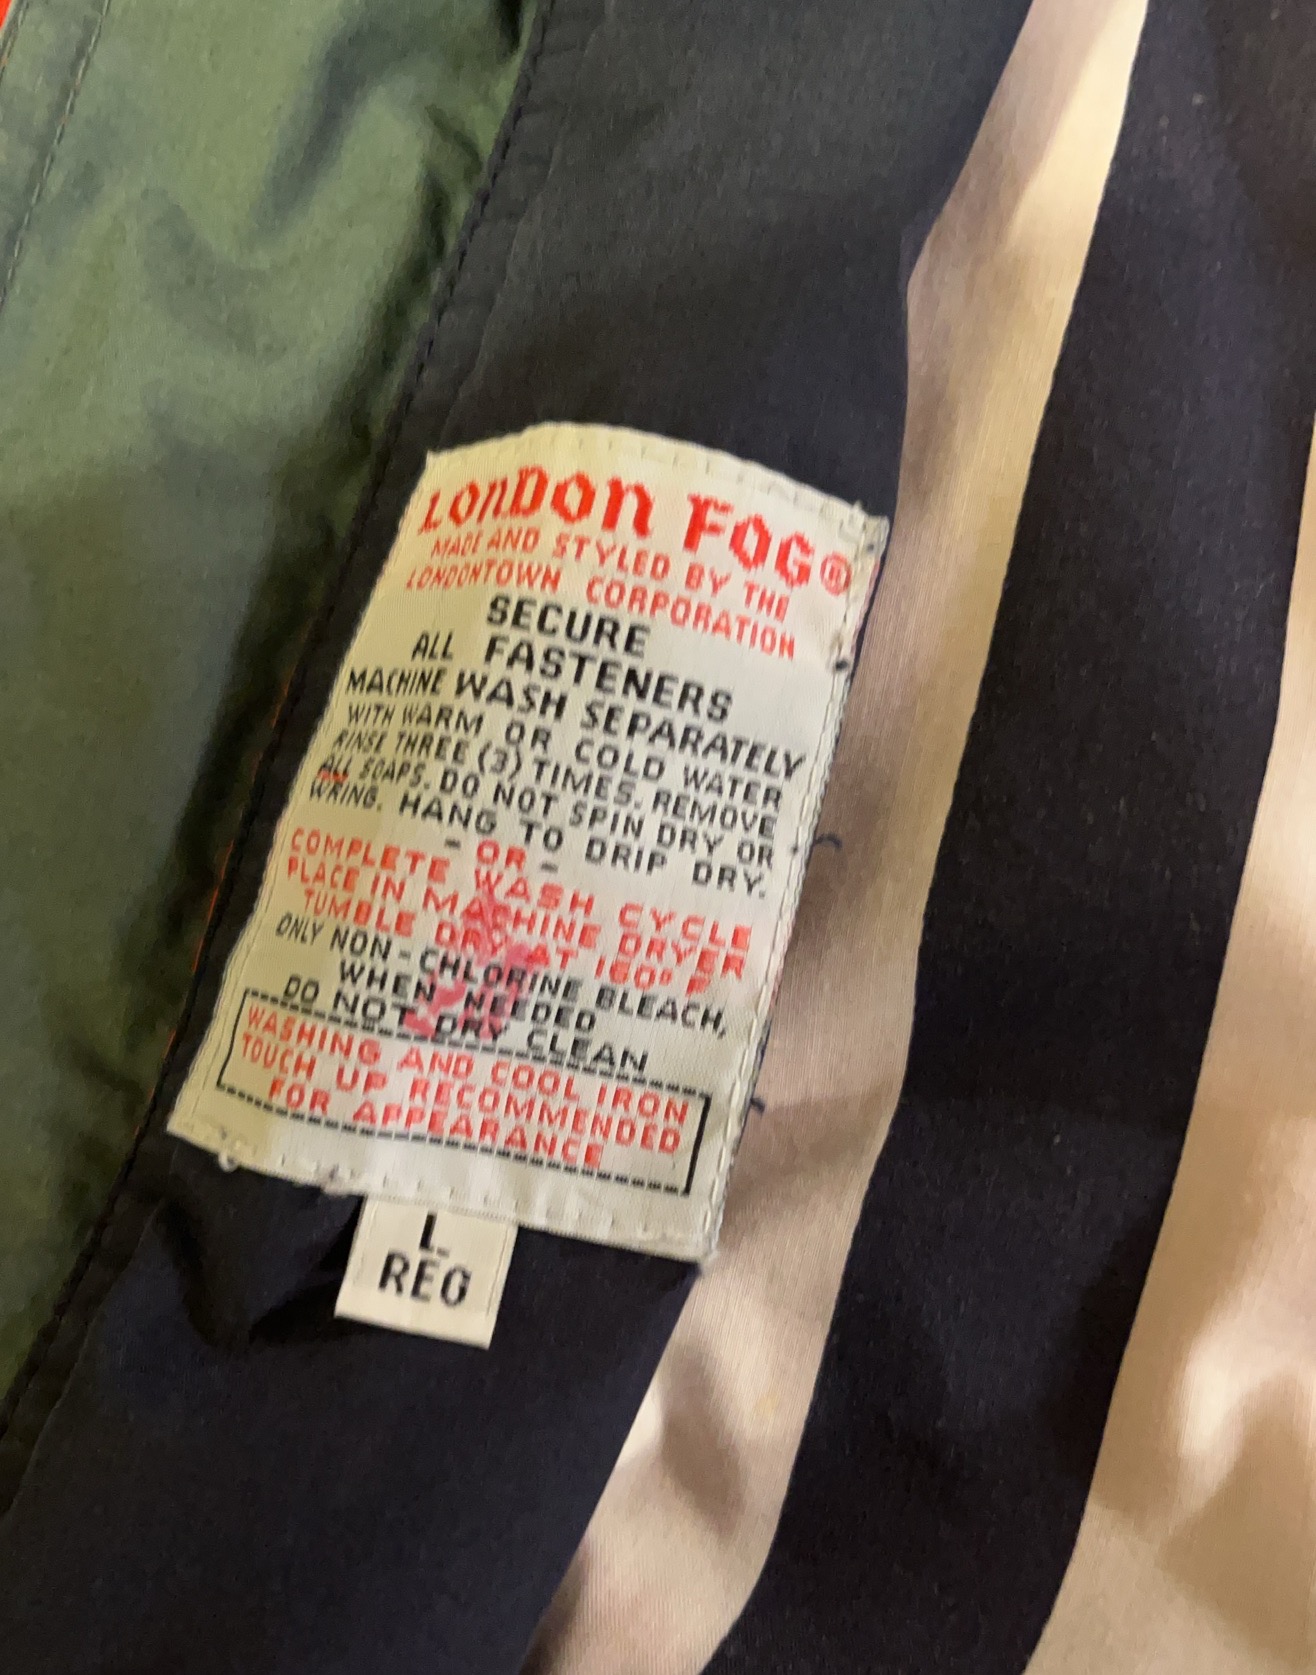 LONDON FOG®
MADE AND STYLED BY THE
LONDONTOWN CORPORATION
SECURE
ALL FASTENERS
MACHINE WASH SEPARATELY
WITH WARM OR COLD WATER
RINSE THREE (3) TIMES. REMOVE
ALL SOAPS. DO NOT SPIN DRY OR
WRING. HANG TO DRIP DRY.
- OR -
COMPLETE WASH CYCLE
PLACE IN MACHINE DRYER
TUMBLE DRY AT 160° F
ONLY NON-CHLORINE BLEACH,
WHEN NEEDED
DO NOT DRY CLEAN
WASHING AND COOL IRON
TOUCH UP RECOMMENDED
FOR APPEARANCE
L
REG